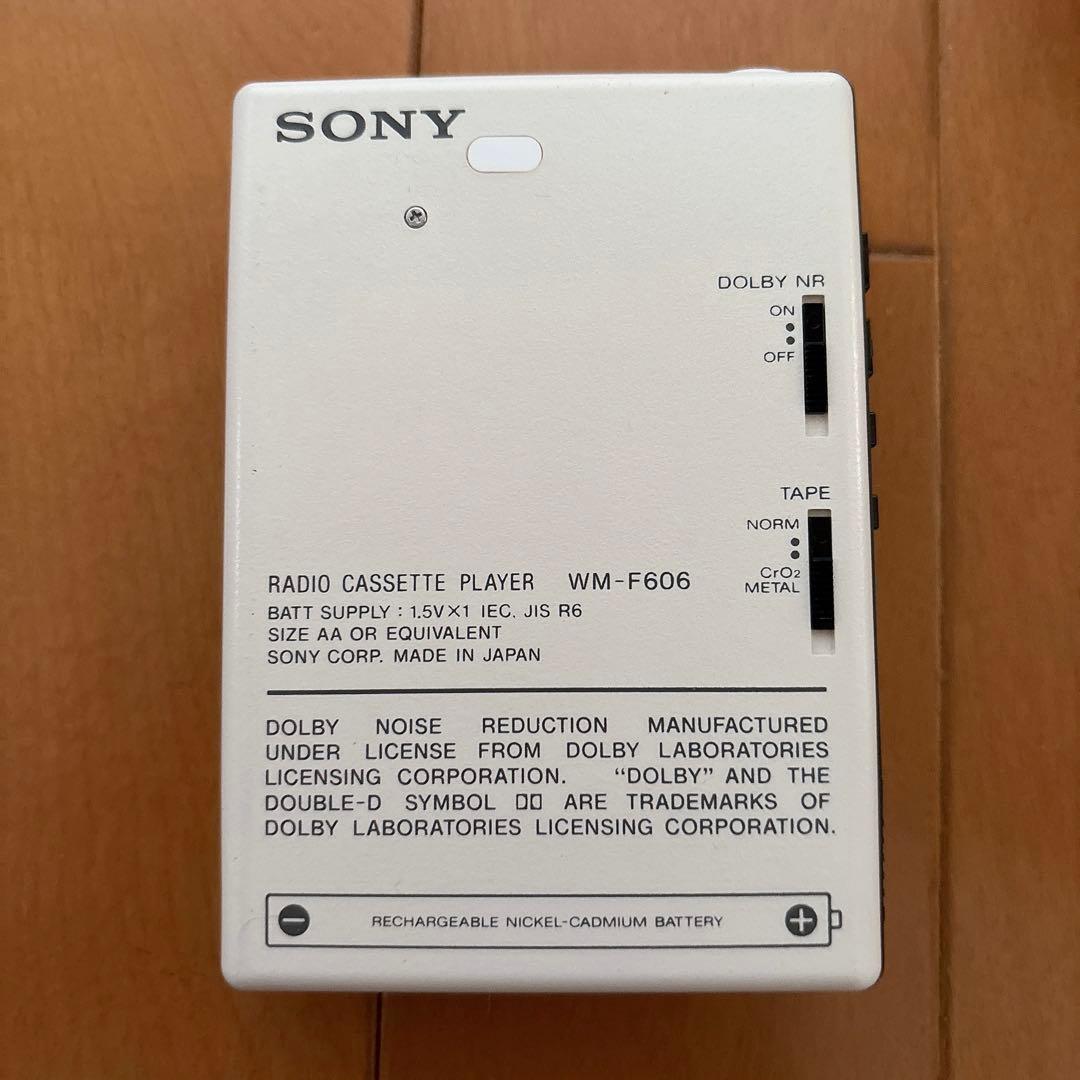 SONY
DOLBY NR
ON
OFF
TAPE
NORM
CrO₂
METAL
RADIO CASSETTE PLAYER WM-F606
BATT SUPPLY : 1.5V×1 IEC, JIS R6
SIZE AA OR EQUIVALENT
SONY CORP. MADE IN JAPAN
DOLBY NOISE REDUCTION MANUFACTURED
UNDER LICENSE FROM DOLBY LABORATORIES
LICENSING CORPORATION. “DOLBY” AND THE
DOUBLE-D SYMBOL ▯▯ ARE TRADEMARKS OF
DOLBY LABORATORIES LICENSING CORPORATION.
− RECHARGEABLE NICKEL-CADMIUM BATTERY +